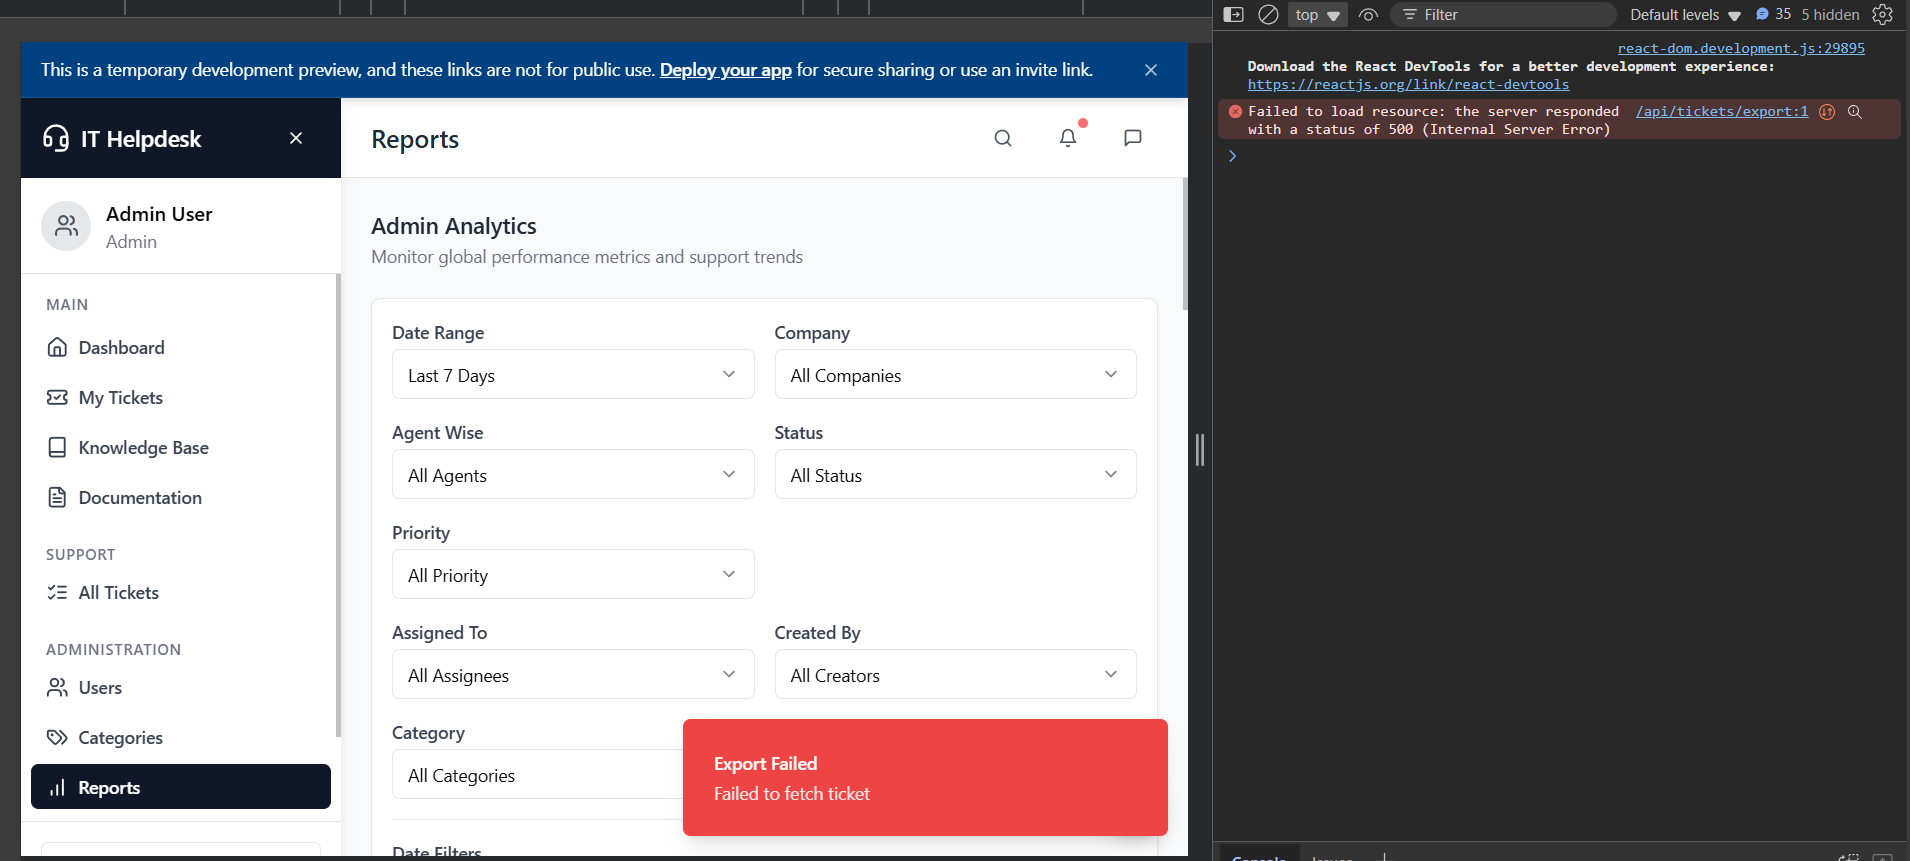 This is a temporary development preview, and these links are not for public use. Deploy your app for secure sharing or use an invite link.
IT Helpdesk
Admin User
Admin
MAIN
Dashboard
My Tickets
Knowledge Base
Documentation
SUPPORT
All Tickets
ADMINISTRATION
Users
Categories
Reports
Reports
Admin Analytics
Monitor global performance metrics and support trends
Date Range
Last 7 Days
Company
All Companies
Agent Wise
All Agents
Status
All Status
Priority
All Priority
Assigned To
All Assignees
Created By
All Creators
Category
All Categories
Date Filters
Export Failed
Failed to fetch ticket
top
Filter
Default levels
35
5 hidden
react-dom.development.js:29895
Download the React DevTools for a better development experience:
https://reactjs.org/link/react-devtools
Failed to load resource: the server responded /api/tickets/export:1
with a status of 500 (Internal Server Error)
Console
Issues